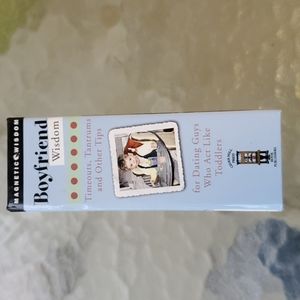 MAGNETIC WISDOM
Boyfriend
Wisdom
Timeouts, Tantrums
and Other Tips
for Dating Guys
Who Act Like
Toddlers